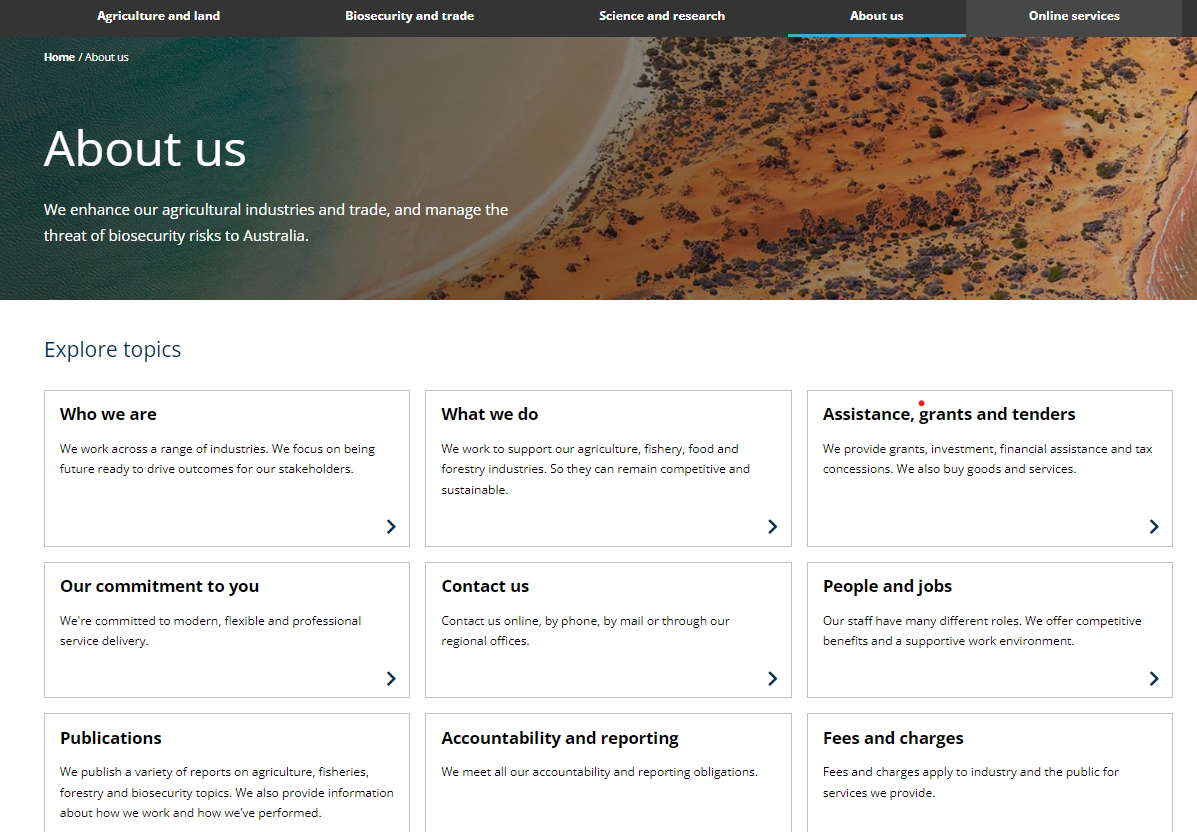 Agriculture and land
Biosecurity and trade
Science and research
About us
Online services
Home / About us
About us
We enhance our agricultural industries and trade, and manage the
threat of biosecurity risks to Australia.
Explore topics
Who we are
We work across a range of industries. We focus on being
future ready to drive outcomes for our stakeholders.
What we do
We work to support our agriculture, fishery, food and
forestry industries. So they can remain competitive and
sustainable.
Assistance, grants and tenders
We provide grants, investment, financial assistance and tax
concessions. We also buy goods and services.
Our commitment to you
We're committed to modern, flexible and professional
service delivery.
Contact us
Contact us online, by phone, by mail or through our
regional offices.
People and jobs
Our staff have many different roles. We offer competitive
benefits and a supportive work environment.
Publications
We publish a variety of reports on agriculture, fisheries,
forestry and biosecurity topics. We also provide information
about how we work and how we've performed.
Accountability and reporting
We meet all our accountability and reporting obligations.
Fees and charges
Fees and charges apply to industry and the public for
services we provide.